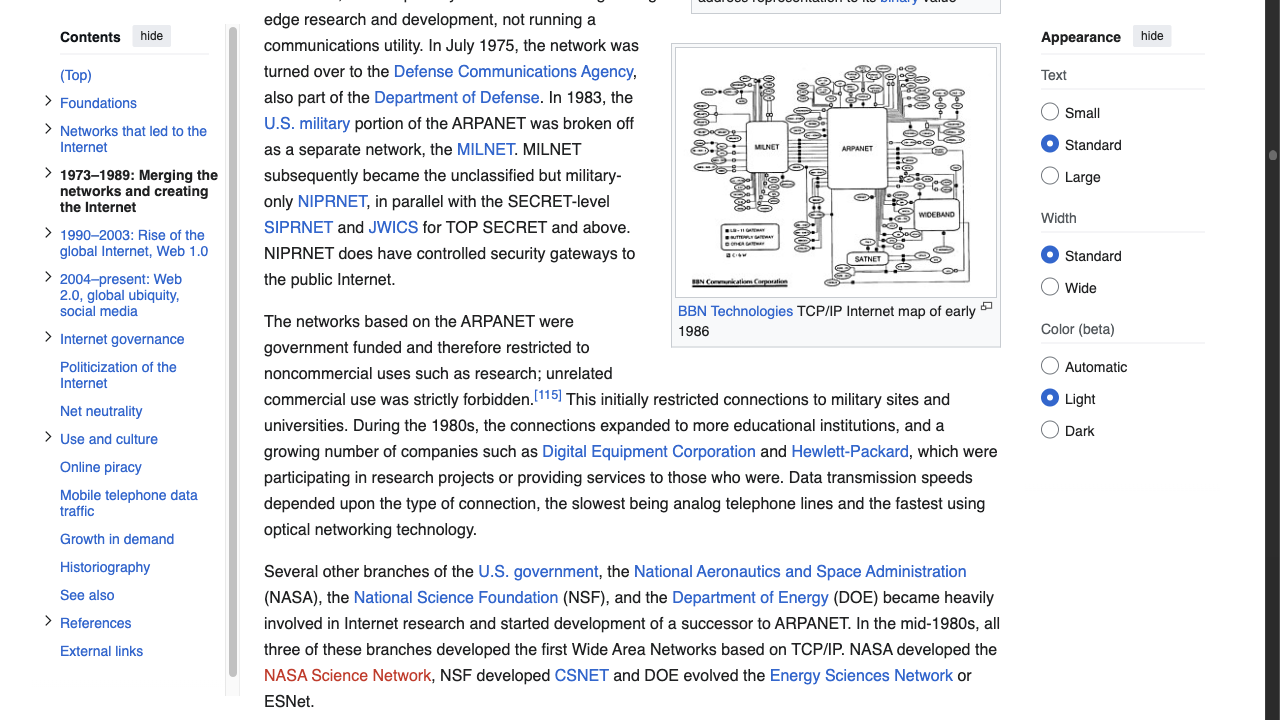 Contents hide
(Top)
Foundations
Networks that led to the
Internet
1973–1989: Merging the
networks and creating
the Internet
1990–2003: Rise of the
global Internet, Web 1.0
2004–present: Web
2.0, global ubiquity,
social media
Internet governance
Politicization of the
Internet
Net neutrality
Use and culture
Online piracy
Mobile telephone data
traffic
Growth in demand
Historiography
See also
References
External links
edge research and development, not running a
communications utility. In July 1975, the network was
turned over to the Defense Communications Agency,
also part of the Department of Defense. In 1983, the
U.S. military portion of the ARPANET was broken off
as a separate network, the MILNET. MILNET
subsequently became the unclassified but military-
only NIPRNET, in parallel with the SECRET-level
SIPRNET and JWICS for TOP SECRET and above.
NIPRNET does have controlled security gateways to
the public Internet.
address representation to its binary value
MILNET
ARPANET
WIDEBAND
SATNET
LSI-11 GATEWAY
BUTTERFLY GATEWAY
OTHER GATEWAY
BBN Communications Corporation
BBN Technologies TCP/IP Internet map of early
1986
The networks based on the ARPANET were
government funded and therefore restricted to
noncommercial uses such as research; unrelated
commercial use was strictly forbidden.[115] This initially restricted connections to military sites and
universities. During the 1980s, the connections expanded to more educational institutions, and a
growing number of companies such as Digital Equipment Corporation and Hewlett-Packard, which were
participating in research projects or providing services to those who were. Data transmission speeds
depended upon the type of connection, the slowest being analog telephone lines and the fastest using
optical networking technology.
Several other branches of the U.S. government, the National Aeronautics and Space Administration
(NASA), the National Science Foundation (NSF), and the Department of Energy (DOE) became heavily
involved in Internet research and started development of a successor to ARPANET. In the mid-1980s, all
three of these branches developed the first Wide Area Networks based on TCP/IP. NASA developed the
NASA Science Network, NSF developed CSNET and DOE evolved the Energy Sciences Network or
ESNet.
Appearance hide
Text
Small
Standard
Large
Width
Standard
Wide
Color (beta)
Automatic
Light
Dark